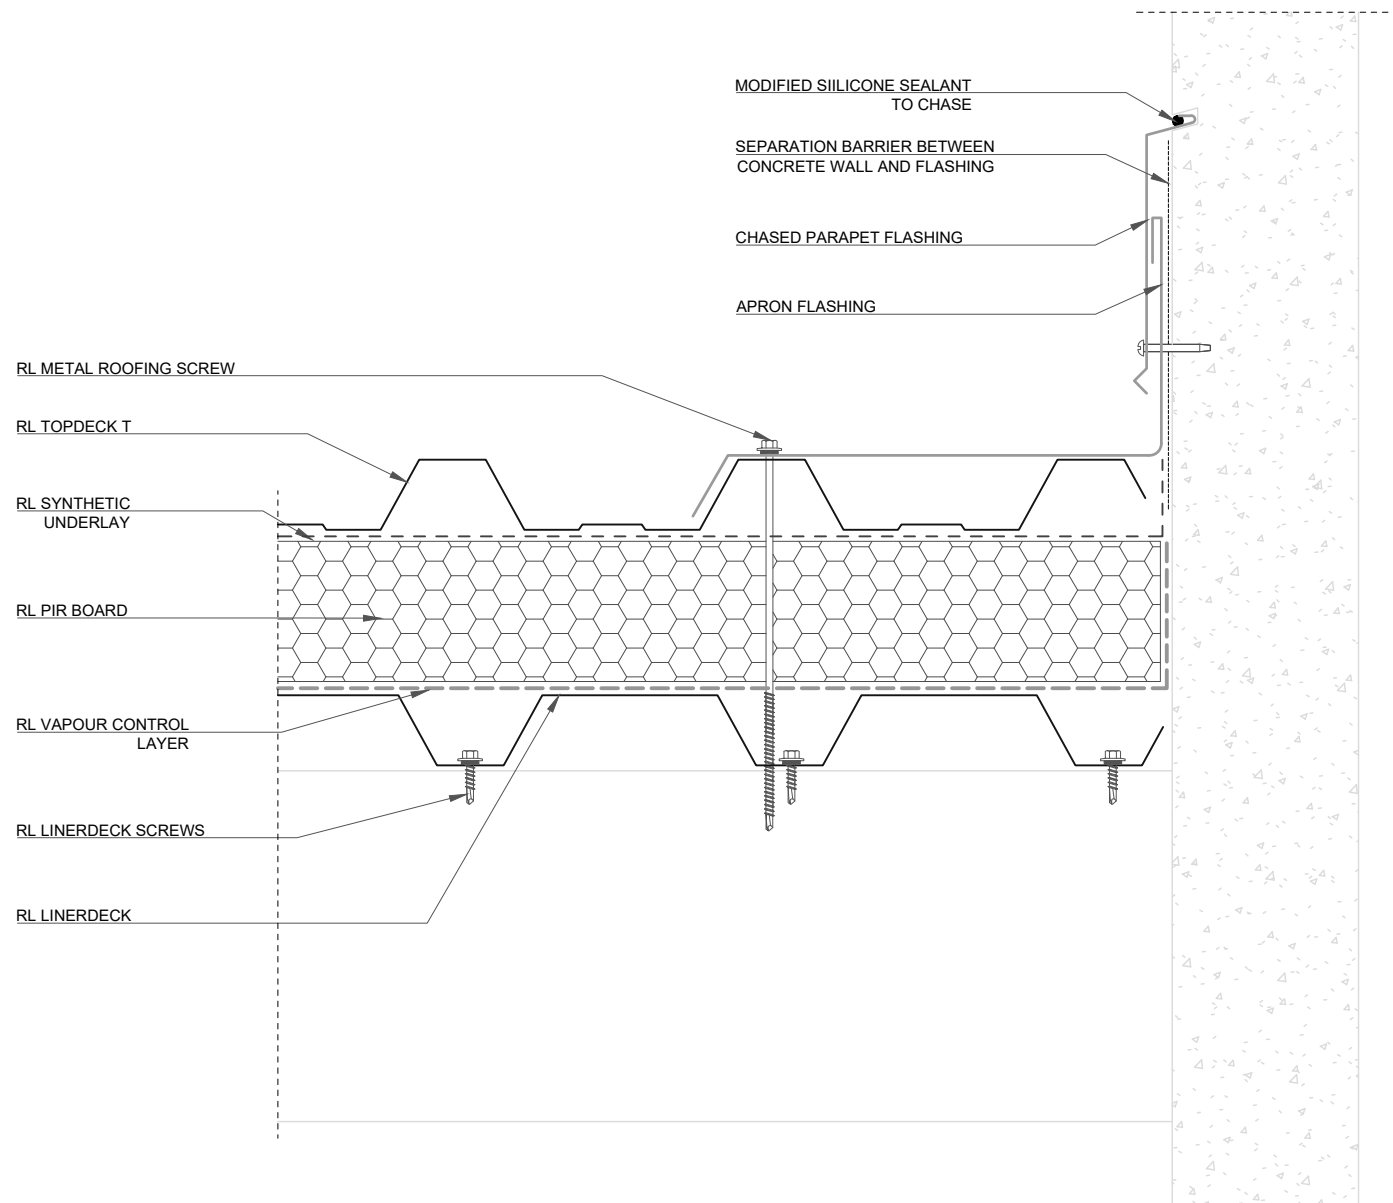 MODIFIED SIILICONE SEALANT
TO CHASE
SEPARATION BARRIER BETWEEN
CONCRETE WALL AND FLASHING
CHASED PARAPET FLASHING
APRON FLASHING
RL METAL ROOFING SCREW
RL TOPDECK T
RL SYNTHETIC
UNDERLAY
RL PIR BOARD
RL VAPOUR CONTROL
LAYER
RL LINERDECK SCREWS
RL LINERDECK